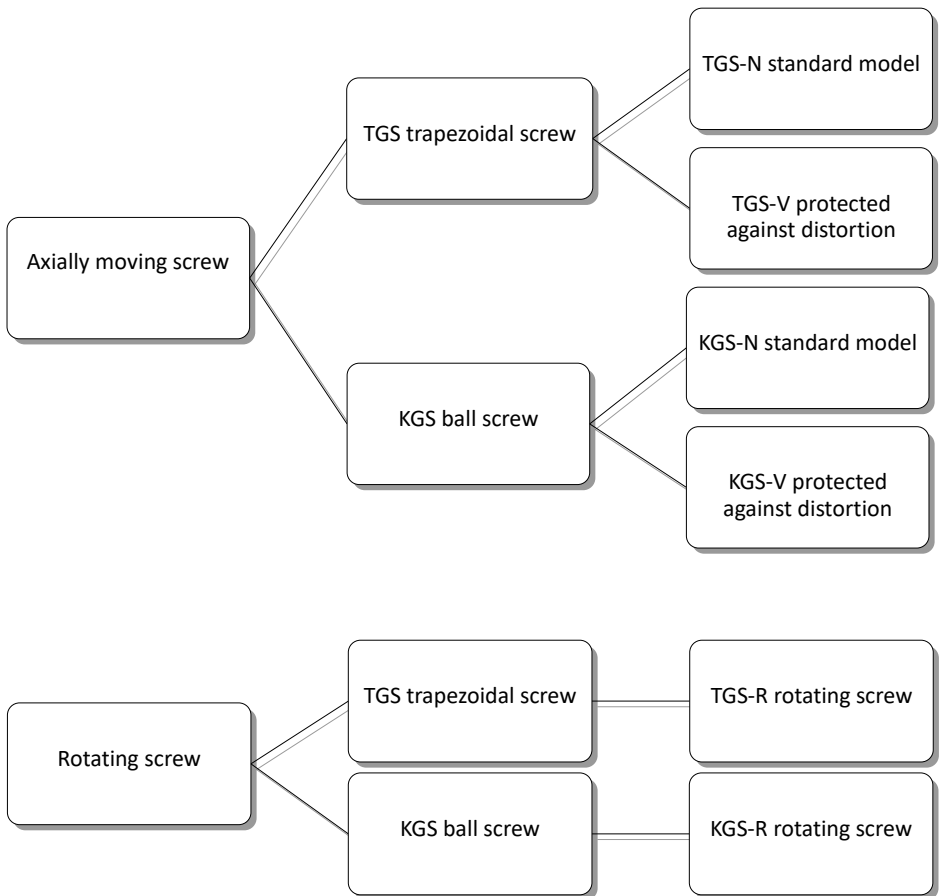 TGS-N standard model
TGS trapezoidal screw
TGS-V protected
against distortion
Axially moving screw
KGS-N standard model
KGS ball screw
KGS-V protected
against distortion
TGS trapezoidal screw
TGS-R rotating screw
Rotating screw
KGS ball screw
KGS-R rotating screw